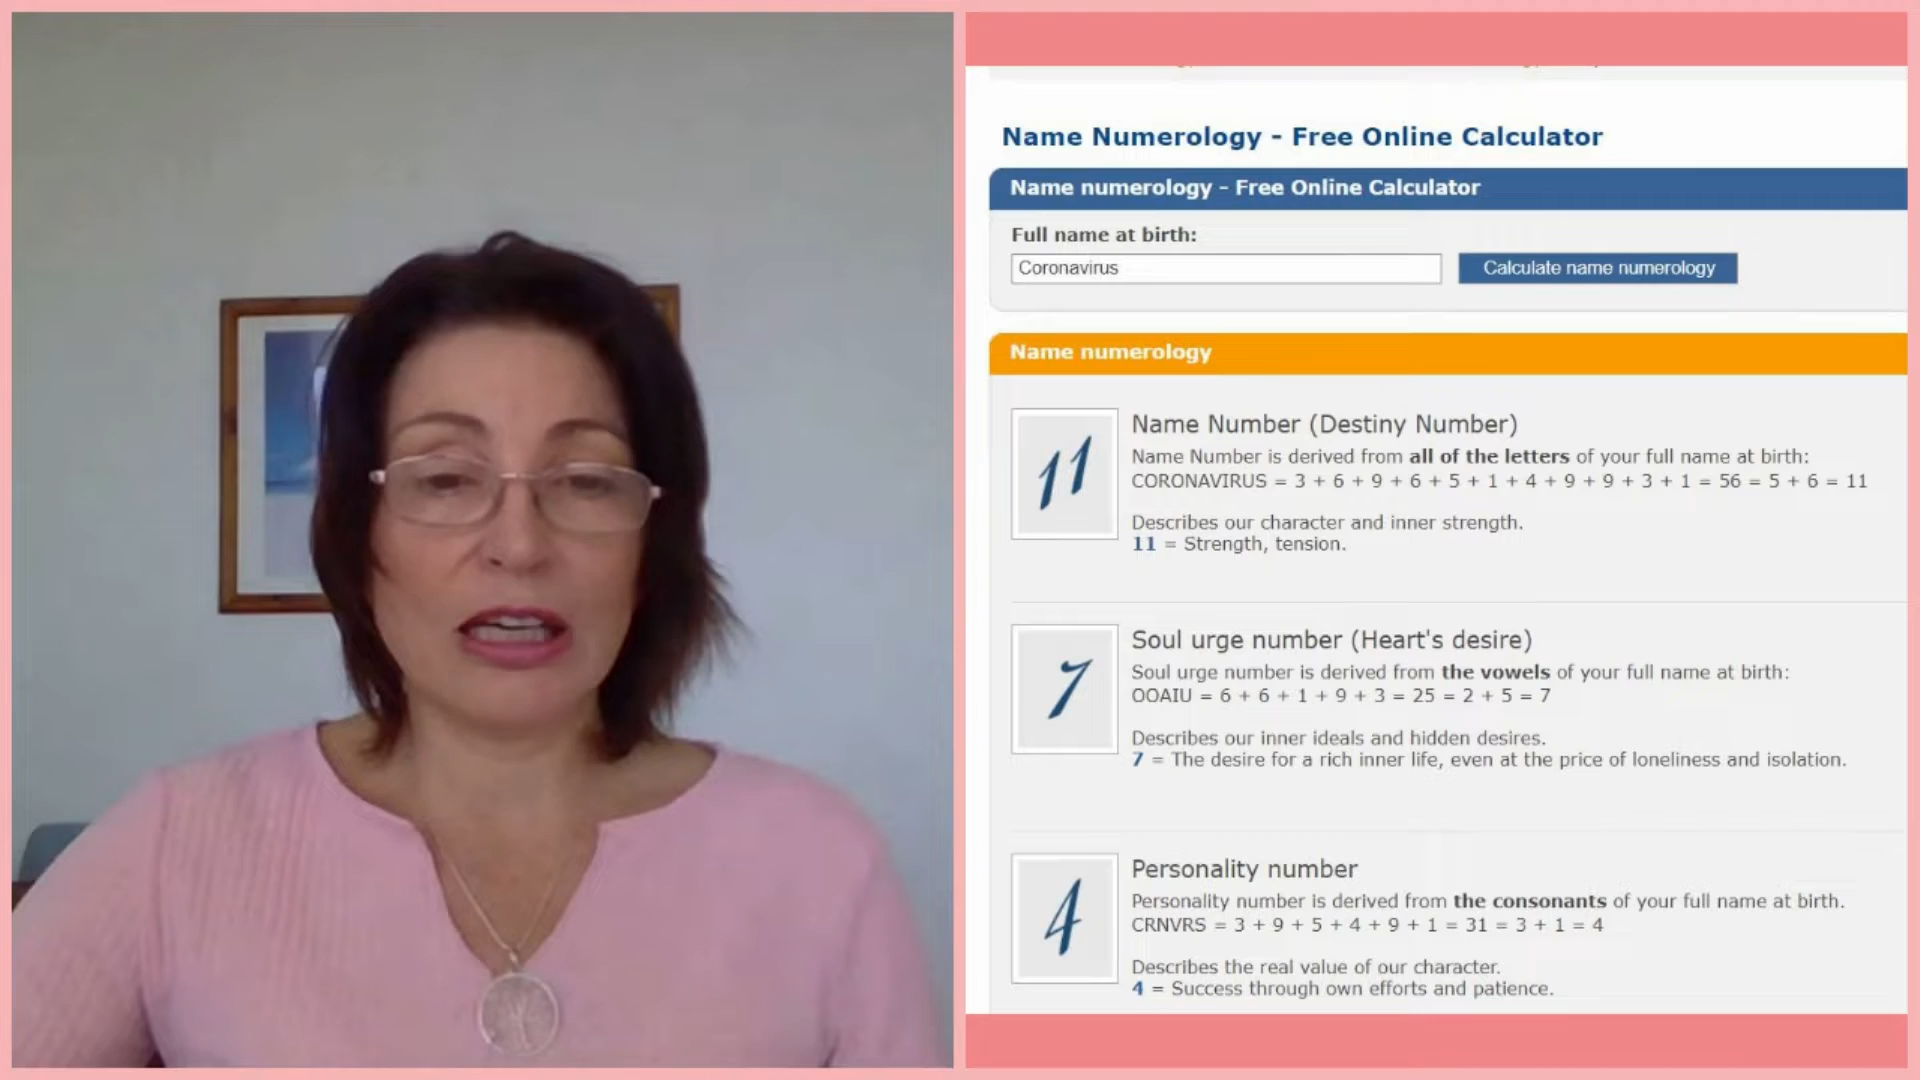 Name Numerology - Free Online Calculator
Name numerology - Free Online Calculator
Full name at birth:
Coronavirus
Calculate name numerology
Name numerology
11
Name Number (Destiny Number)
Name Number is derived from all of the letters of your full name at birth:
CORONAVIRUS = 3 + 6 + 9 + 6 + 5 + 1 + 4 + 9 + 9 + 3 + 1 = 56 = 5 + 6 = 11
Describes our character and inner strength.
11 = Strength, tension.
7
Soul urge number (Heart's desire)
Soul urge number is derived from the vowels of your full name at birth:
OOAIU = 6 + 6 + 1 + 9 + 3 = 25 = 2 + 5 = 7
Describes our inner ideals and hidden desires.
7 = The desire for a rich inner life, even at the price of loneliness and isolation.
4
Personality number
Personality number is derived from the consonants of your full name at birth.
CRNVRS = 3 + 9 + 5 + 4 + 9 + 1 = 31 = 3 + 1 = 4
Describes the real value of our character.
4 = Success through own efforts and patience.